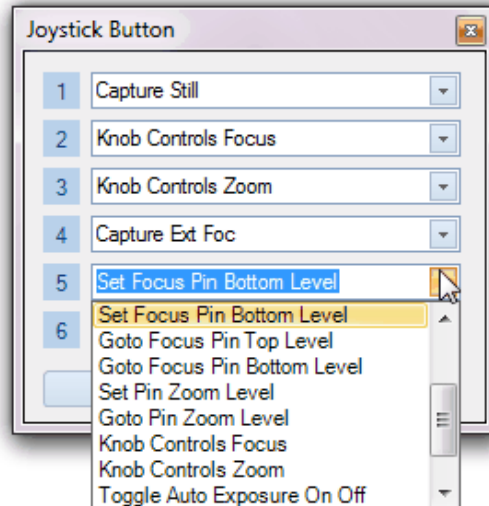 Joystick Button
1 Capture Still
2 Knob Controls Focus
3 Knob Controls Zoom
4 Capture Ext Foc
5 Set Focus Pin Bottom Level
6
Set Focus Pin Bottom Level
Goto Focus Pin Top Level
Goto Focus Pin Bottom Level
Set Pin Zoom Level
Goto Pin Zoom Level
Knob Controls Focus
Knob Controls Zoom
Toggle Auto Exposure On Off